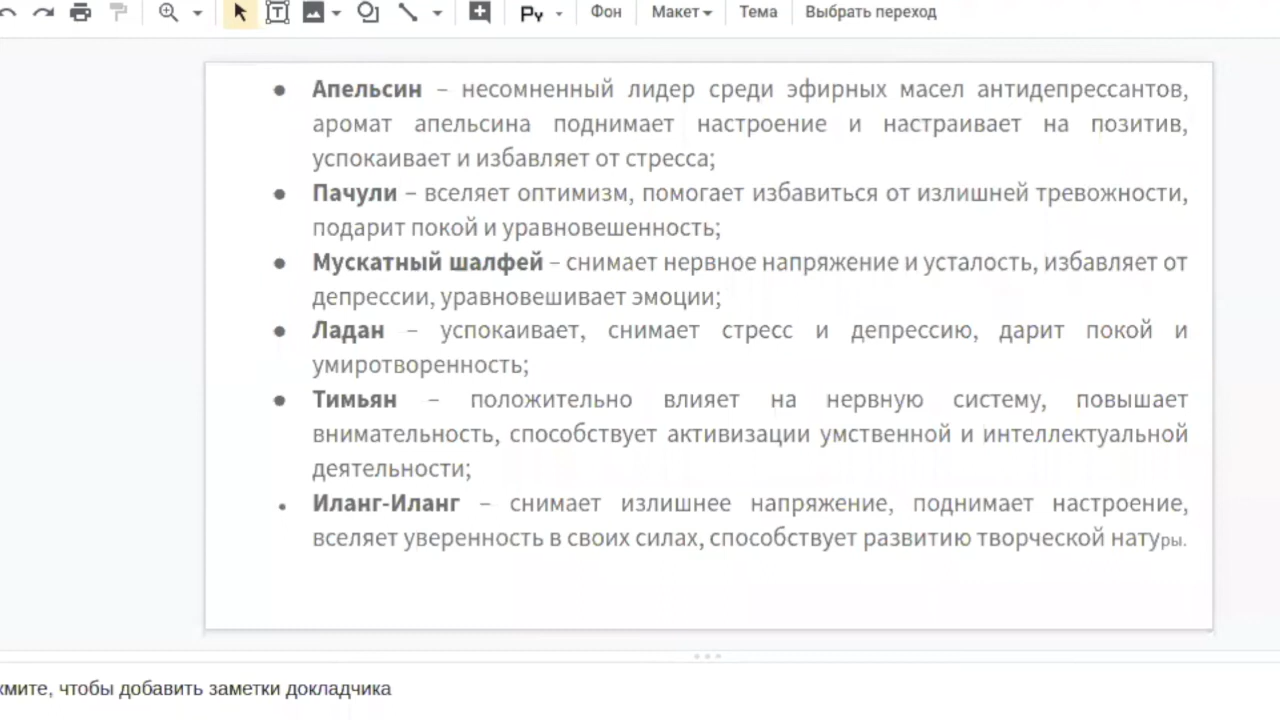 Фон Макет Тема Выбрать переход
Апельсин – несомненный лидер среди эфирных масел антидепрессантов,
аромат апельсина поднимает настроение и настраивает на позитив,
успокаивает и избавляет от стресса;
Пачули – вселяет оптимизм, помогает избавиться от излишней тревожности,
подарит покой и уравновешенность;
Мускатный шалфей – снимает нервное напряжение и усталость, избавляет от
депрессии, уравновешивает эмоции;
Ладан – успокаивает, снимает стресс и депрессию, дарит покой и
умиротворенность;
Тимьян – положительно влияет на нервную систему, повышает
внимательность, способствует активизации умственной и интеллектуальной
деятельности;
Иланг-Иланг – снимает излишнее напряжение, поднимает настроение,
вселяет уверенность в своих силах, способствует развитию творческой натуры.
чтобы добавить заметки докладчика